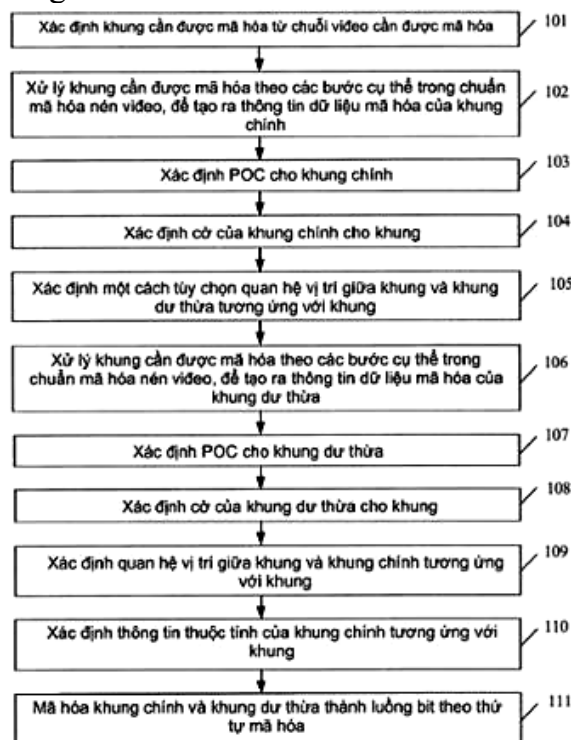 Xác định khung cần được mã hóa từ chuỗi video cần được mã hóa
101
Xử lý khung cần được mã hóa theo các bước cụ thể trong chuẩn
mã hóa nén video, để tạo ra thông tin dữ liệu mã hóa của khung
chính
102
103
Xác định POC cho khung chính
104
Xác định cờ của khung chính cho khung
105
Xác định một cách tùy chọn quan hệ vị trí giữa khung và khung
dư thừa tương ứng với khung
Xử lý khung cần được mã hóa theo các bước cụ thể trong
chuẩn mã hóa nén video, để tạo ra thông tin dữ liệu mã hóa của
khung dư thừa
106
107
Xác định POC cho khung dư thừa
108
Xác định cờ của khung dư thừa cho khung
109
Xác định quan hệ vị trí giữa khung và khung chính tương ứng
với khung
110
Xác định thông tin thuộc tính của khung chính tương ứng với
khung
Mã hóa khung chính và khung dư thừa thành luồng bit theo thứ
tự mã hóa
111